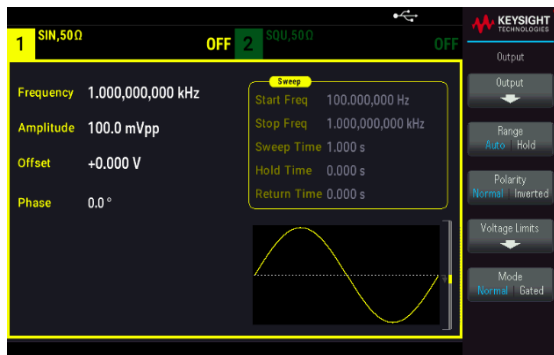 KEYSIGHT
TECHNOLOGIES
1 SIN,50Ω OFF 2 SQU,50Ω OFF
Output
Frequency 1.000,000,000 kHz
Amplitude 100.0 mVpp
Offset +0.000 V
Phase 0.0 °
Sweep
Start Freq 100.000,000 Hz
Stop Freq 1.000,000,000 kHz
Sweep Time 1.000 s
Hold Time 0.000 s
Return Time 0.000 s
Output
Range
Auto Hold
Polarity
Normal Inverted
Voltage Limits
Mode
Normal Gated